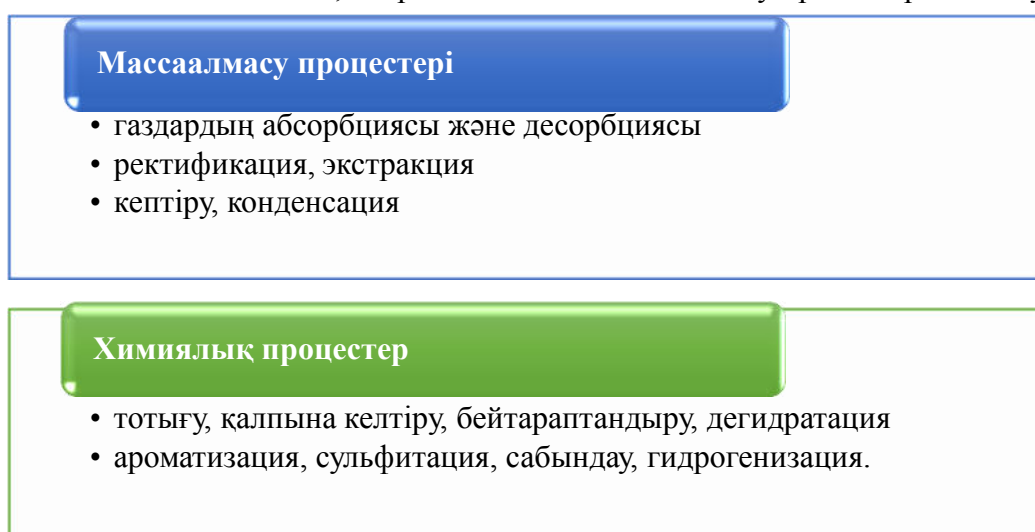 Массаалмасу процестері
• газдардың абсорбциясы және десорбциясы
• ректификация, экстракция
• кептіру, конденсация
Химиялық процестер
• тотығу, қалпына келтіру, бейтараптандыру, дегидратация
• ароматизация, сульфитация, сабындау, гидрогенизация.